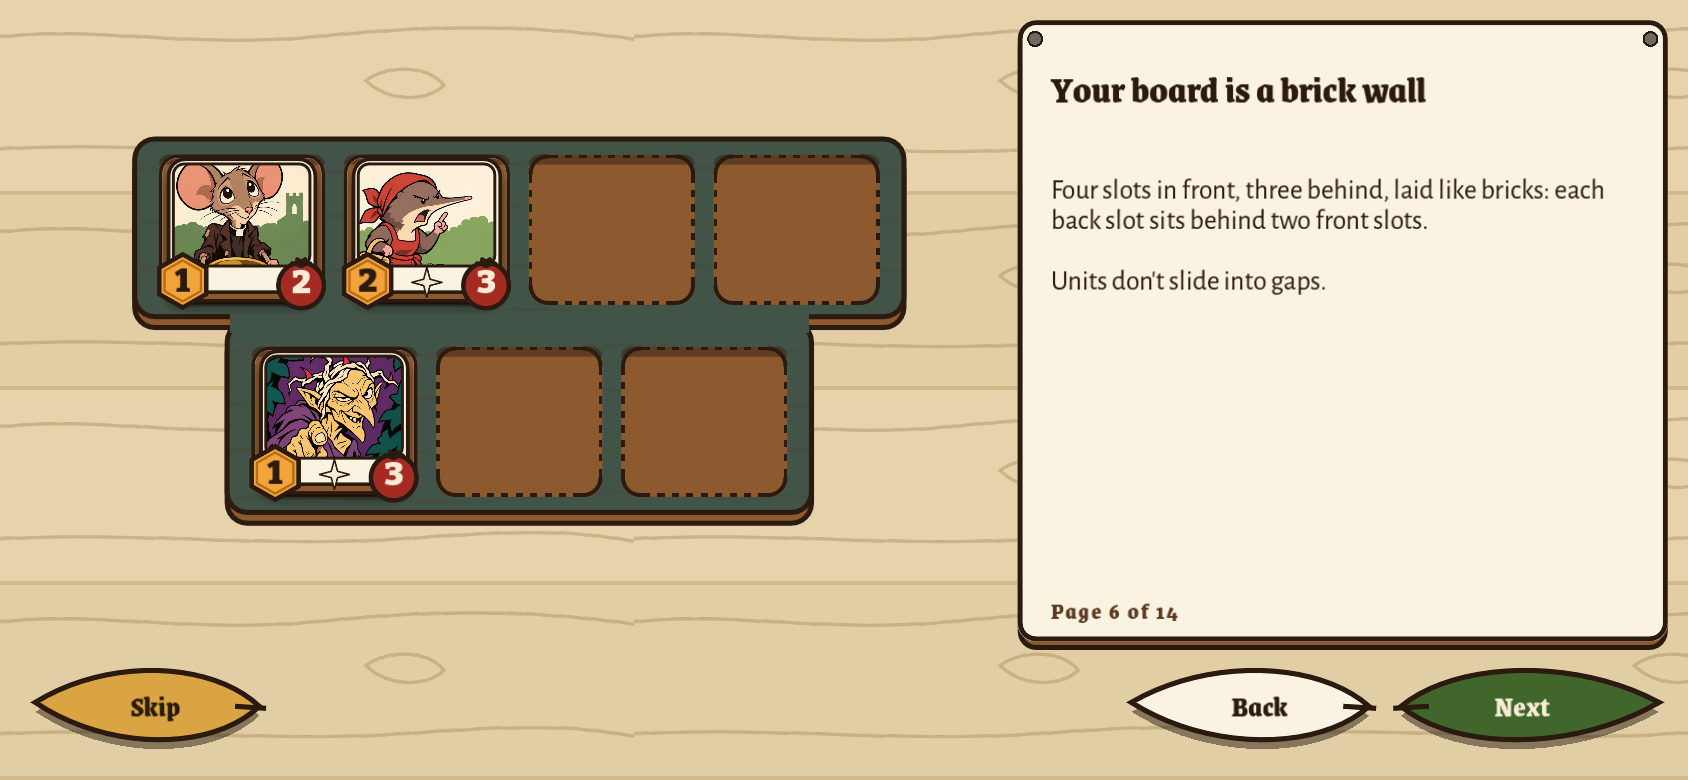 Your board is a brick wall
Four slots in front, three behind, laid like bricks: each
back slot sits behind two front slots.
Units don't slide into gaps.
Page 6 of 14
1
2
2
3
1
3
Skip
Back
Next